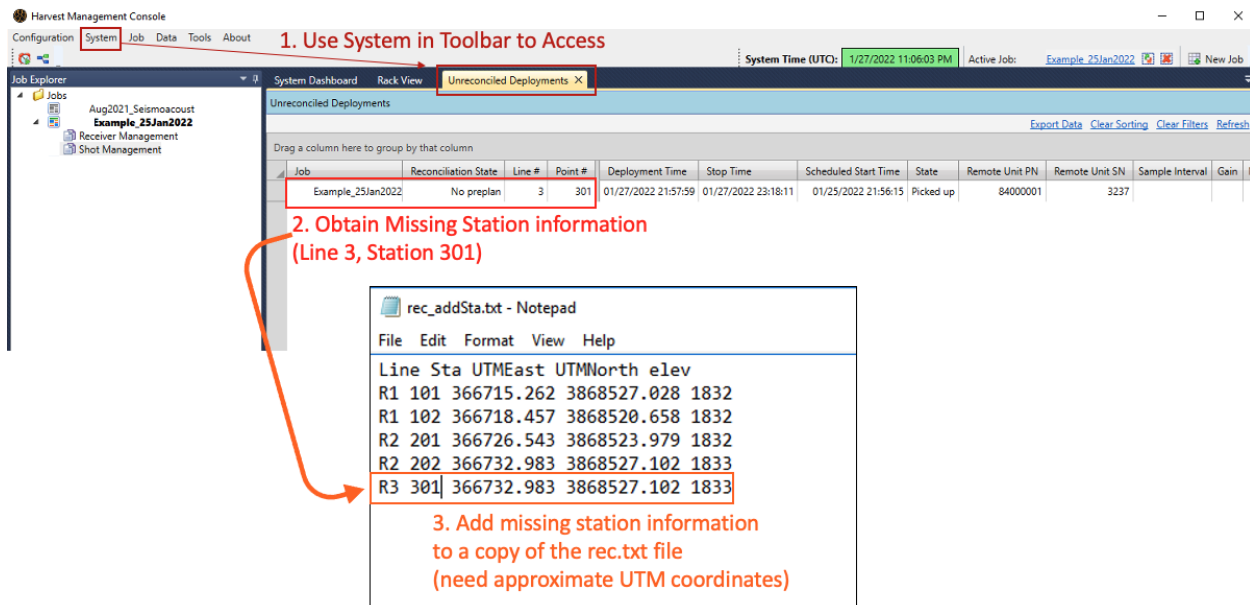 Harvest Management Console
Configuration System Job Data Tools About
1. Use System in Toolbar to Access
System Time (UTC): 1/27/2022 11:06:03 PM Active Job: Example_25Jan2022 New Job
Job Explorer
System Dashboard Rack View Unreconciled Deployments
Jobs
Aug2021_Seismoacoust
Example_25Jan2022
Receiver Management
Shot Management
Unreconciled Deployments
Export Data Clear Sorting Clear Filters Refresh
Drag a column here to group by that column
Job Reconciliation State Line # Point # Deployment Time Stop Time Scheduled Start Time State Remote Unit PN Remote Unit SN Sample Interval Gain
Example_25Jan2022 No preplan 3 301 01/27/2022 21:57:59 01/27/2022 23:18:11 01/25/2022 21:56:15 Picked up 84000001 3237
2. Obtain Missing Station information
(Line 3, Station 301)
rec_addSta.txt - Notepad
File Edit Format View Help
Line Sta UTMEast UTMNorth elev
R1 101 366715.262 3868527.028 1832
R1 102 366718.457 3868520.658 1832
R2 201 366726.543 3868523.979 1832
R2 202 366732.983 3868527.102 1833
R3 301 366732.983 3868527.102 1833
3. Add missing station information
to a copy of the rec.txt file
(need approximate UTM coordinates)